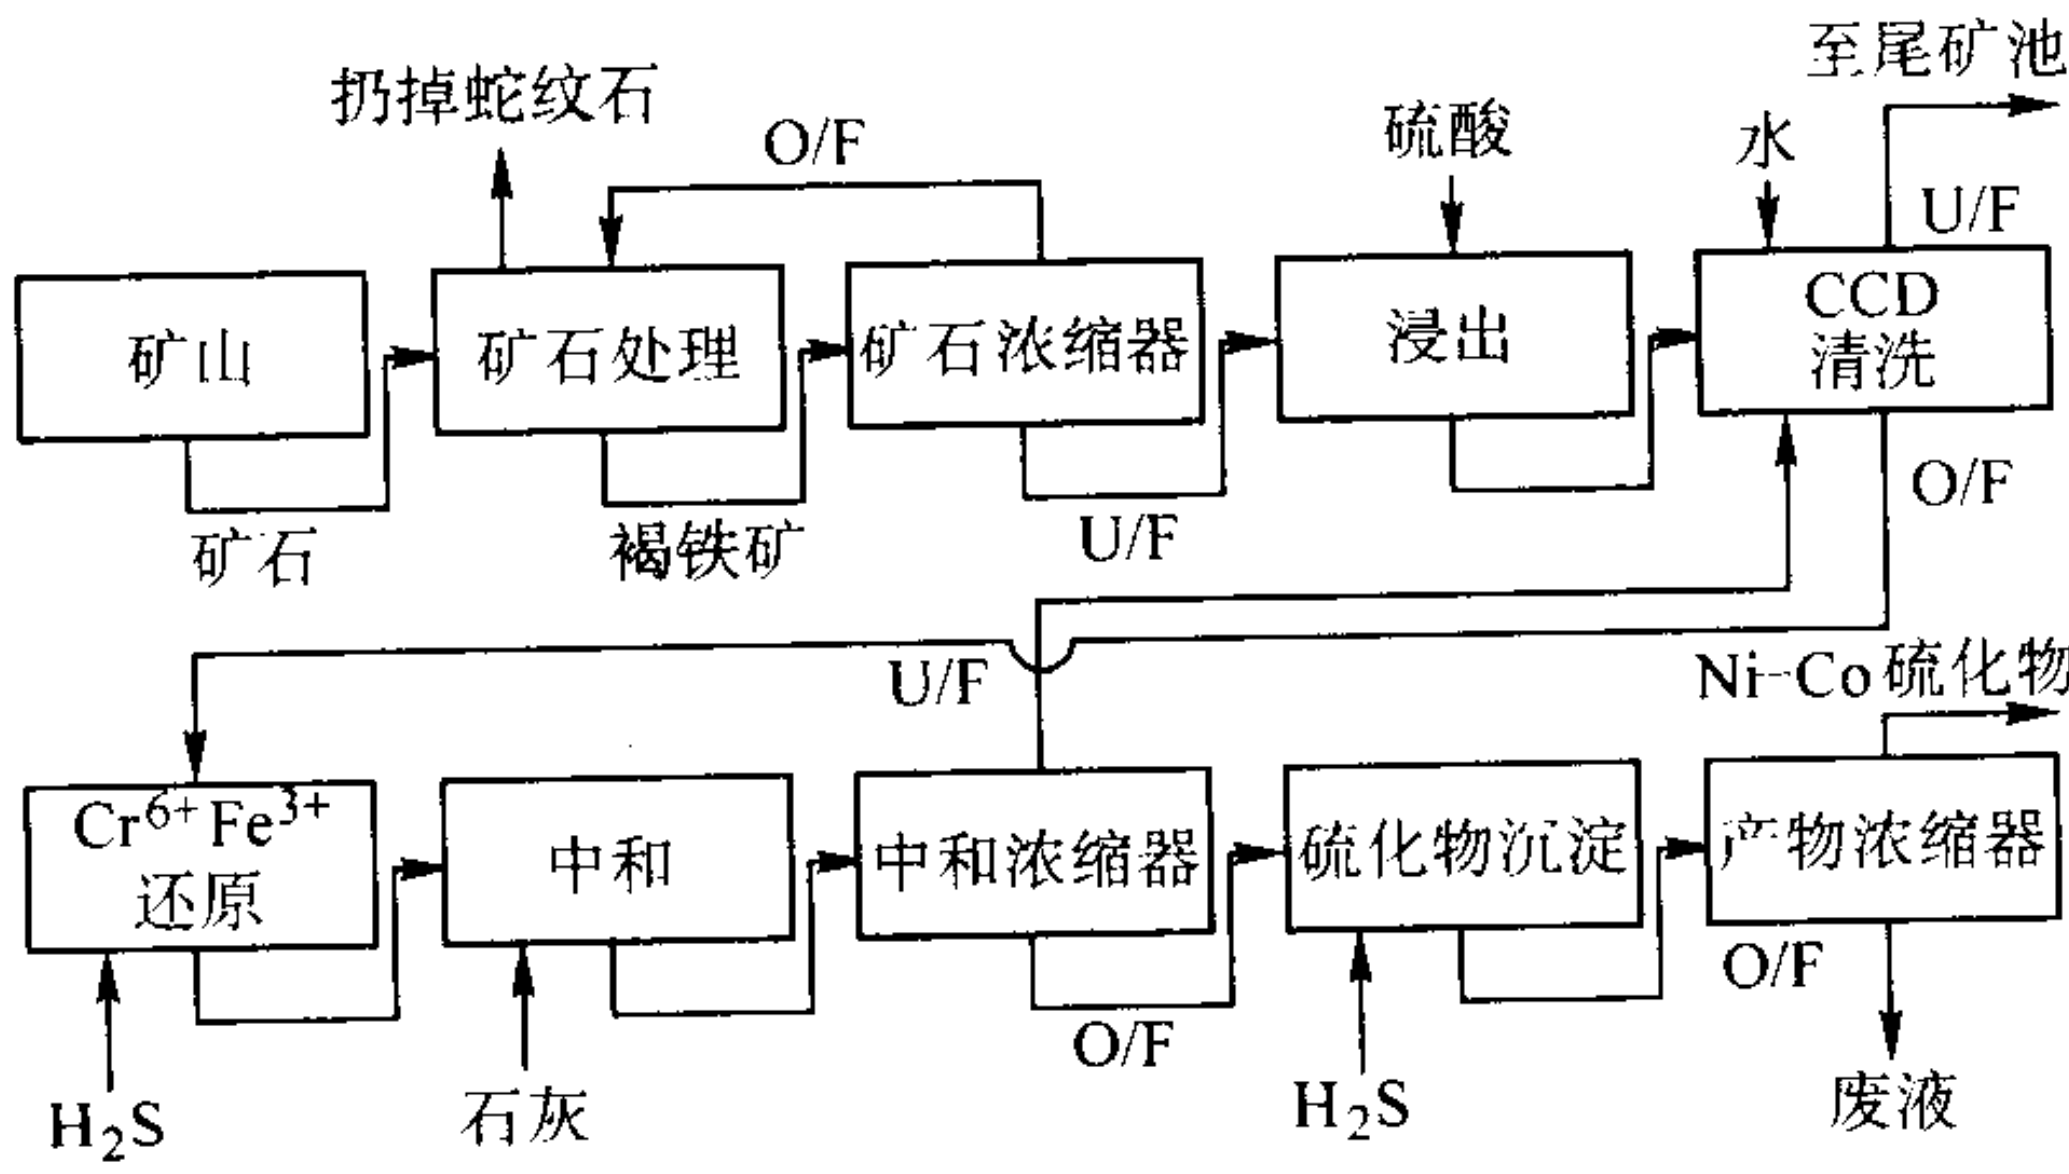 至尾矿池
扔掉蛇纹石
O/F
硫酸
水
U/F
矿山
矿石处理
矿石浓缩器
浸出
CCD
清洗
矿石
褐铁矿
U/F
O/F
U/F
Ni-Co 硫化物
Cr⁶⁺ Fe³⁺
还原
中和
中和浓缩器
硫化物沉淀
产物浓缩器
O/F
O/F
H₂S
石灰
H₂S
废液